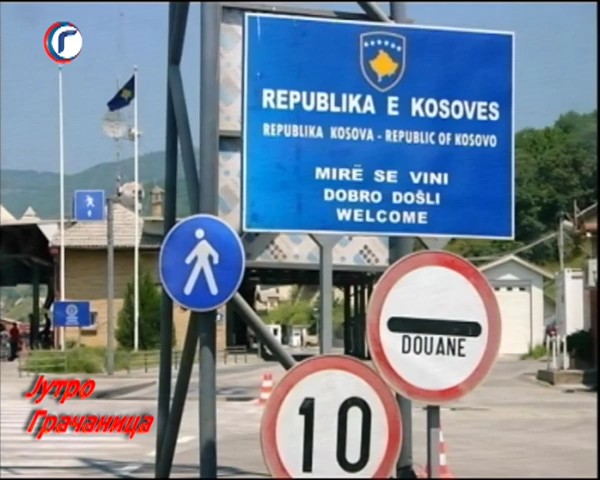 REPUBLIKA E KOSOVES
REPUBLIKA KOSOVA - REPUBLIC OF KOSOVO
MIRË SE VINI
DOBRO DOŠLI
WELCOME
DOUANE
10
Јутро
Грачаница